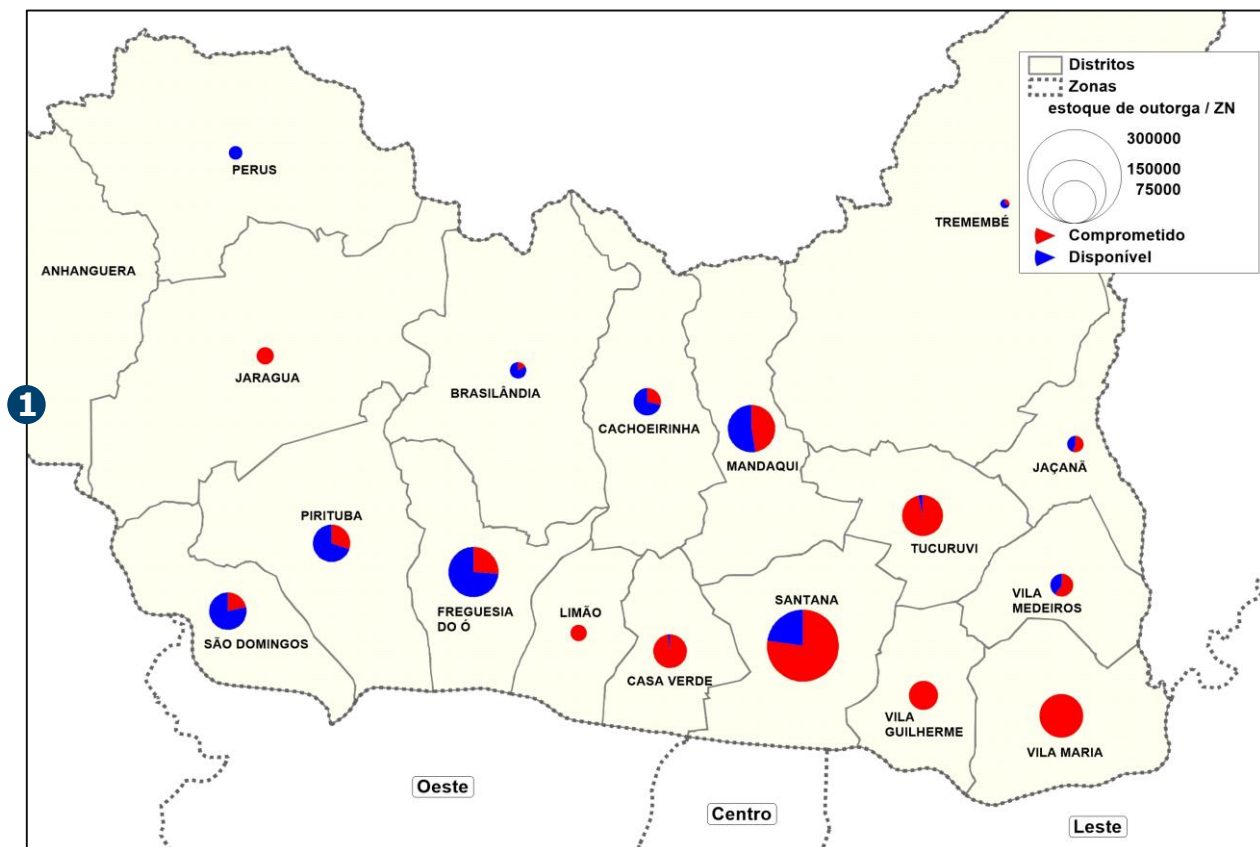 Distritos
Zonas
estoque de outorga / ZN
300000
150000
75000
Comprometido
Disponível
PERUS
TREMEMBÉ
ANHANGUERA
JARAGUA
BRASILÂNDIA
1
CACHOEIRINHA
MANDAQUI
JAÇANÃ
PIRITUBA
TUCURUVI
FREGUESIA
DO Ó
LIMÃO
SANTANA
VILA
MEDEIROS
SÃO DOMINGOS
CASA VERDE
VILA
GUILHERME
VILA MARIA
Oeste
Centro
Leste